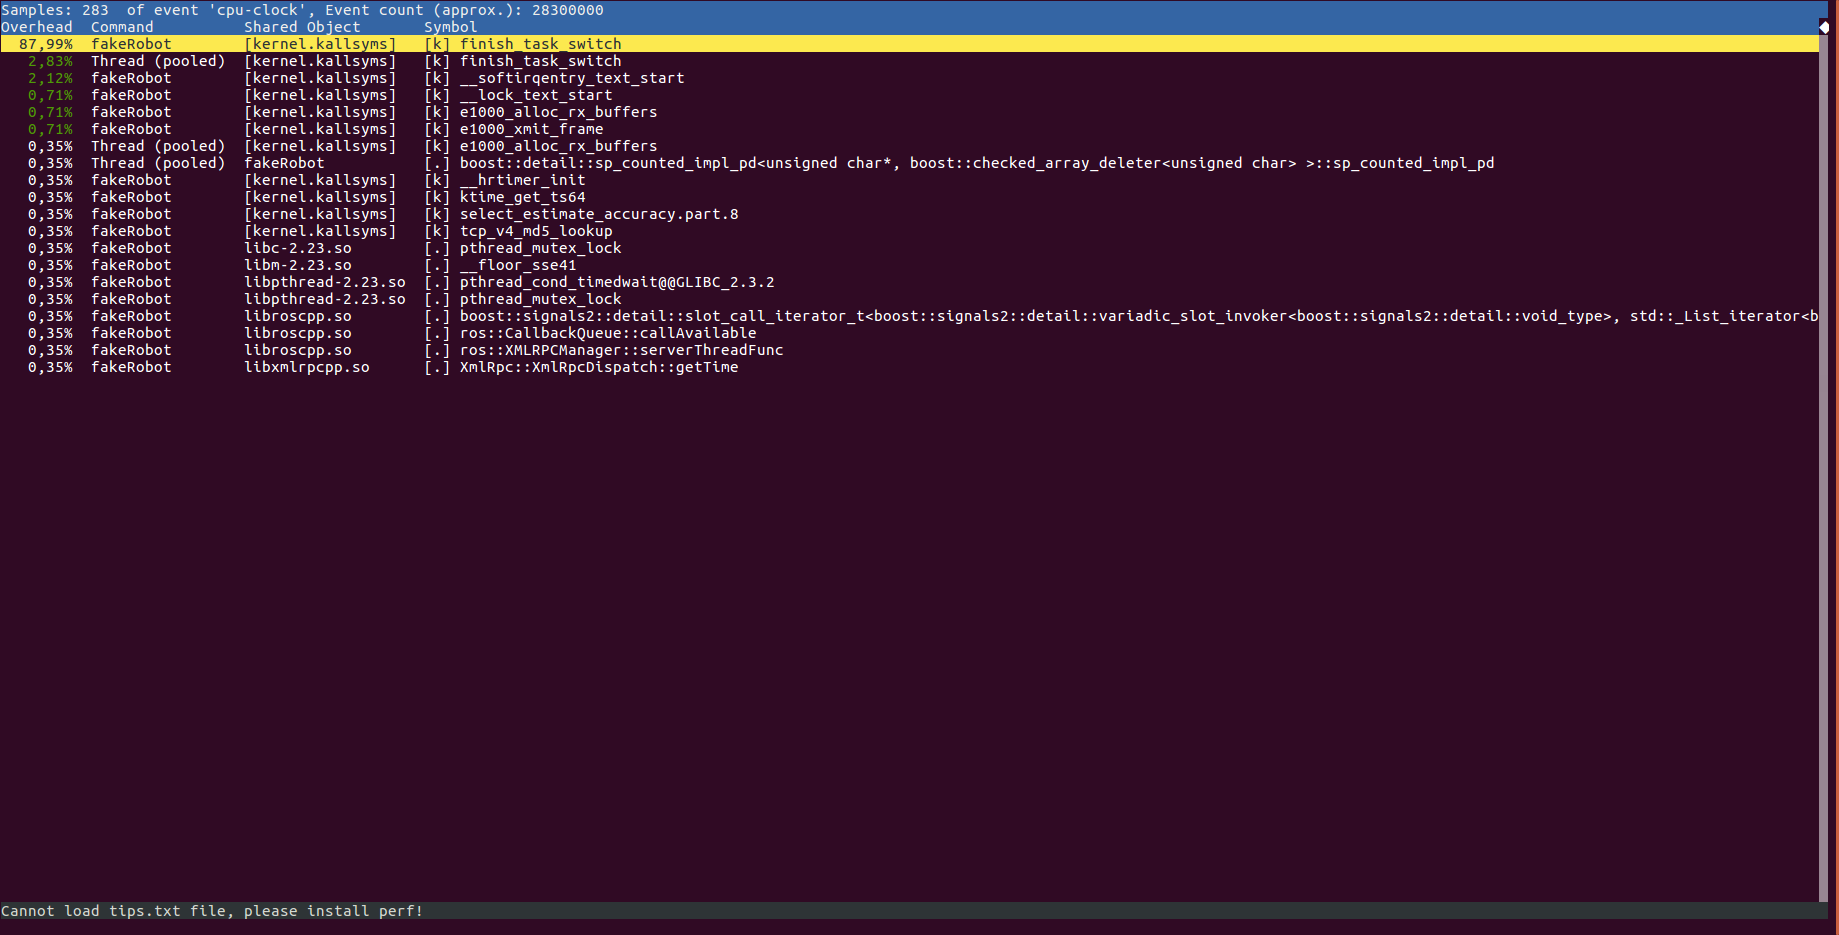 Samples: 283  of event 'cpu-clock', Event count (approx.): 28300000
Overhead  Command          Shared Object       Symbol
  87,99%  fakeRobot        [kernel.kallsyms]   [k] finish_task_switch
   2,83%  Thread (pooled)  [kernel.kallsyms]   [k] finish_task_switch
   2,12%  fakeRobot        [kernel.kallsyms]   [k] __softirqentry_text_start
   0,71%  fakeRobot        [kernel.kallsyms]   [k] __lock_text_start
   0,71%  fakeRobot        [kernel.kallsyms]   [k] e1000_alloc_rx_buffers
   0,71%  fakeRobot        [kernel.kallsyms]   [k] e1000_xmit_frame
   0,35%  Thread (pooled)  [kernel.kallsyms]   [k] e1000_alloc_rx_buffers
   0,35%  Thread (pooled)  fakeRobot           [.] boost::detail::sp_counted_impl_pd<unsigned char*, boost::checked_array_deleter<unsigned char> >::sp_counted_impl_pd
   0,35%  fakeRobot        [kernel.kallsyms]   [k] __hrtimer_init
   0,35%  fakeRobot        [kernel.kallsyms]   [k] ktime_get_ts64
   0,35%  fakeRobot        [kernel.kallsyms]   [k] select_estimate_accuracy.part.8
   0,35%  fakeRobot        [kernel.kallsyms]   [k] tcp_v4_md5_lookup
   0,35%  fakeRobot        libc-2.23.so        [.] pthread_mutex_lock
   0,35%  fakeRobot        libm-2.23.so        [.] __floor_sse41
   0,35%  fakeRobot        libpthread-2.23.so  [.] pthread_cond_timedwait@@GLIBC_2.3.2
   0,35%  fakeRobot        libpthread-2.23.so  [.] pthread_mutex_lock
   0,35%  fakeRobot        libroscpp.so        [.] boost::signals2::detail::slot_call_iterator_t<boost::signals2::detail::variadic_slot_invoker<boost::signals2::detail::void_type>, std::_List_iterator<b
   0,35%  fakeRobot        libroscpp.so        [.] ros::CallbackQueue::callAvailable
   0,35%  fakeRobot        libroscpp.so        [.] ros::XMLRPCManager::serverThreadFunc
   0,35%  fakeRobot        libxmlrpcpp.so      [.] XmlRpc::XmlRpcDispatch::getTime
Cannot load tips.txt file, please install perf!